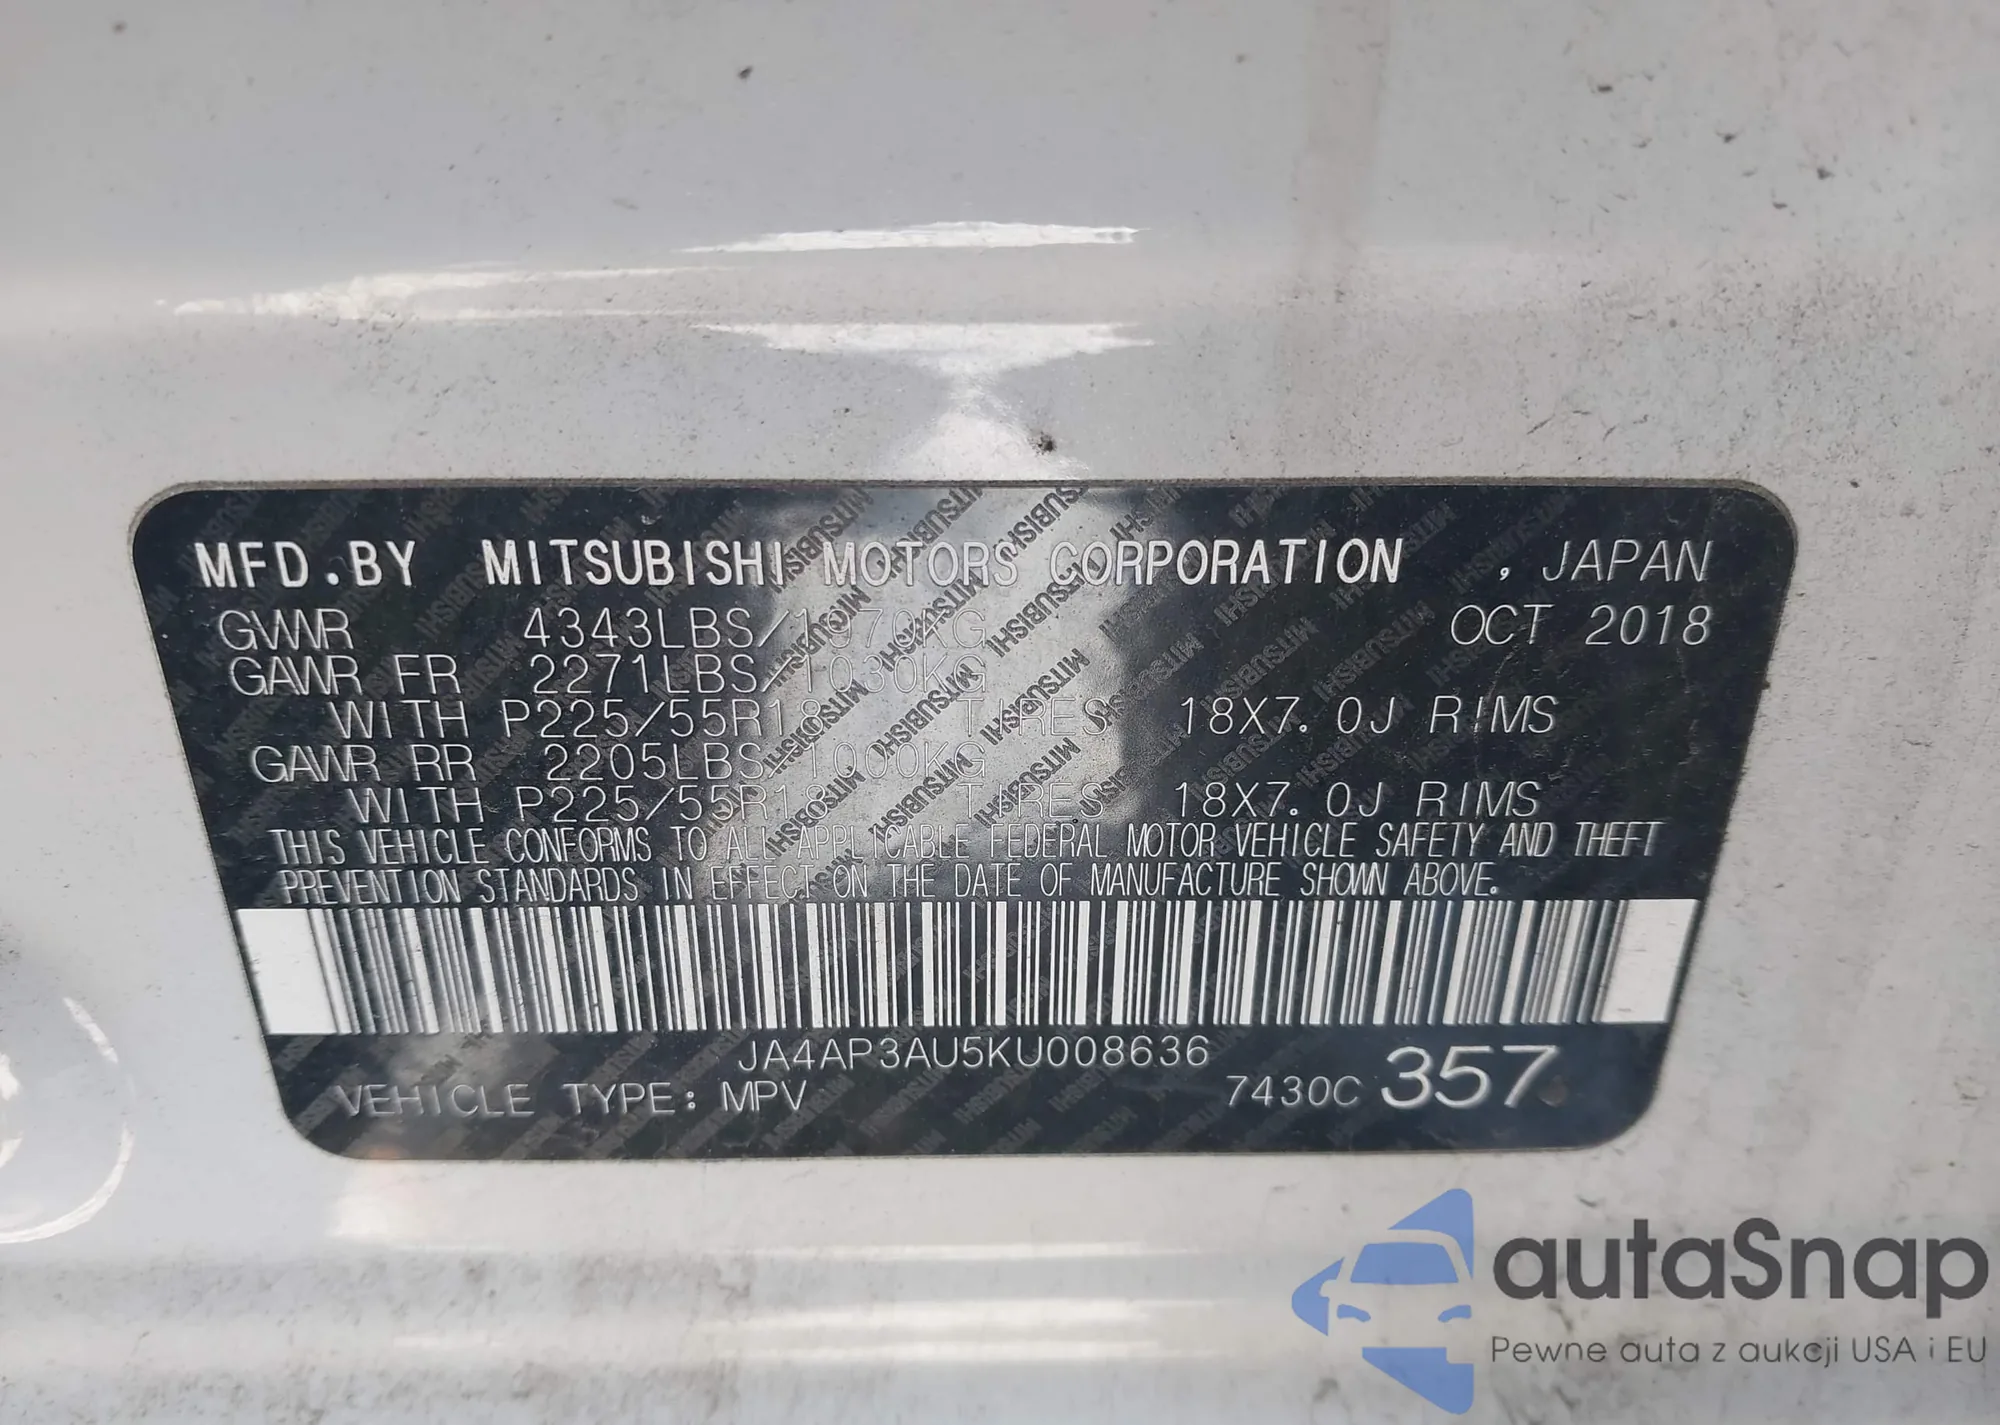 MFD.BY MITSUBISHI MOTORS CORPORATION , JAPAN
GVWR 4343LBS/1970KG OCT 2018
GAWR FR 2271LBS/1030KG
WITH P225/55R18 TIRES 18X7.0J RIMS
GAWR RR 2205LBS/1000KG
WITH P225/55R18 TIRES 18X7.0J RIMS
THIS VEHICLE CONFORMS TO ALL APPLICABLE FEDERAL MOTOR VEHICLE SAFETY AND THEFT
PREVENTION STANDARDS IN EFFECT ON THE DATE OF MANUFACTURE SHOWN ABOVE.
JA4AP3AU5KU008636
VEHICLE TYPE: MPV 7430C 357
autaSnap
Pewne auta z aukcji USA i EU